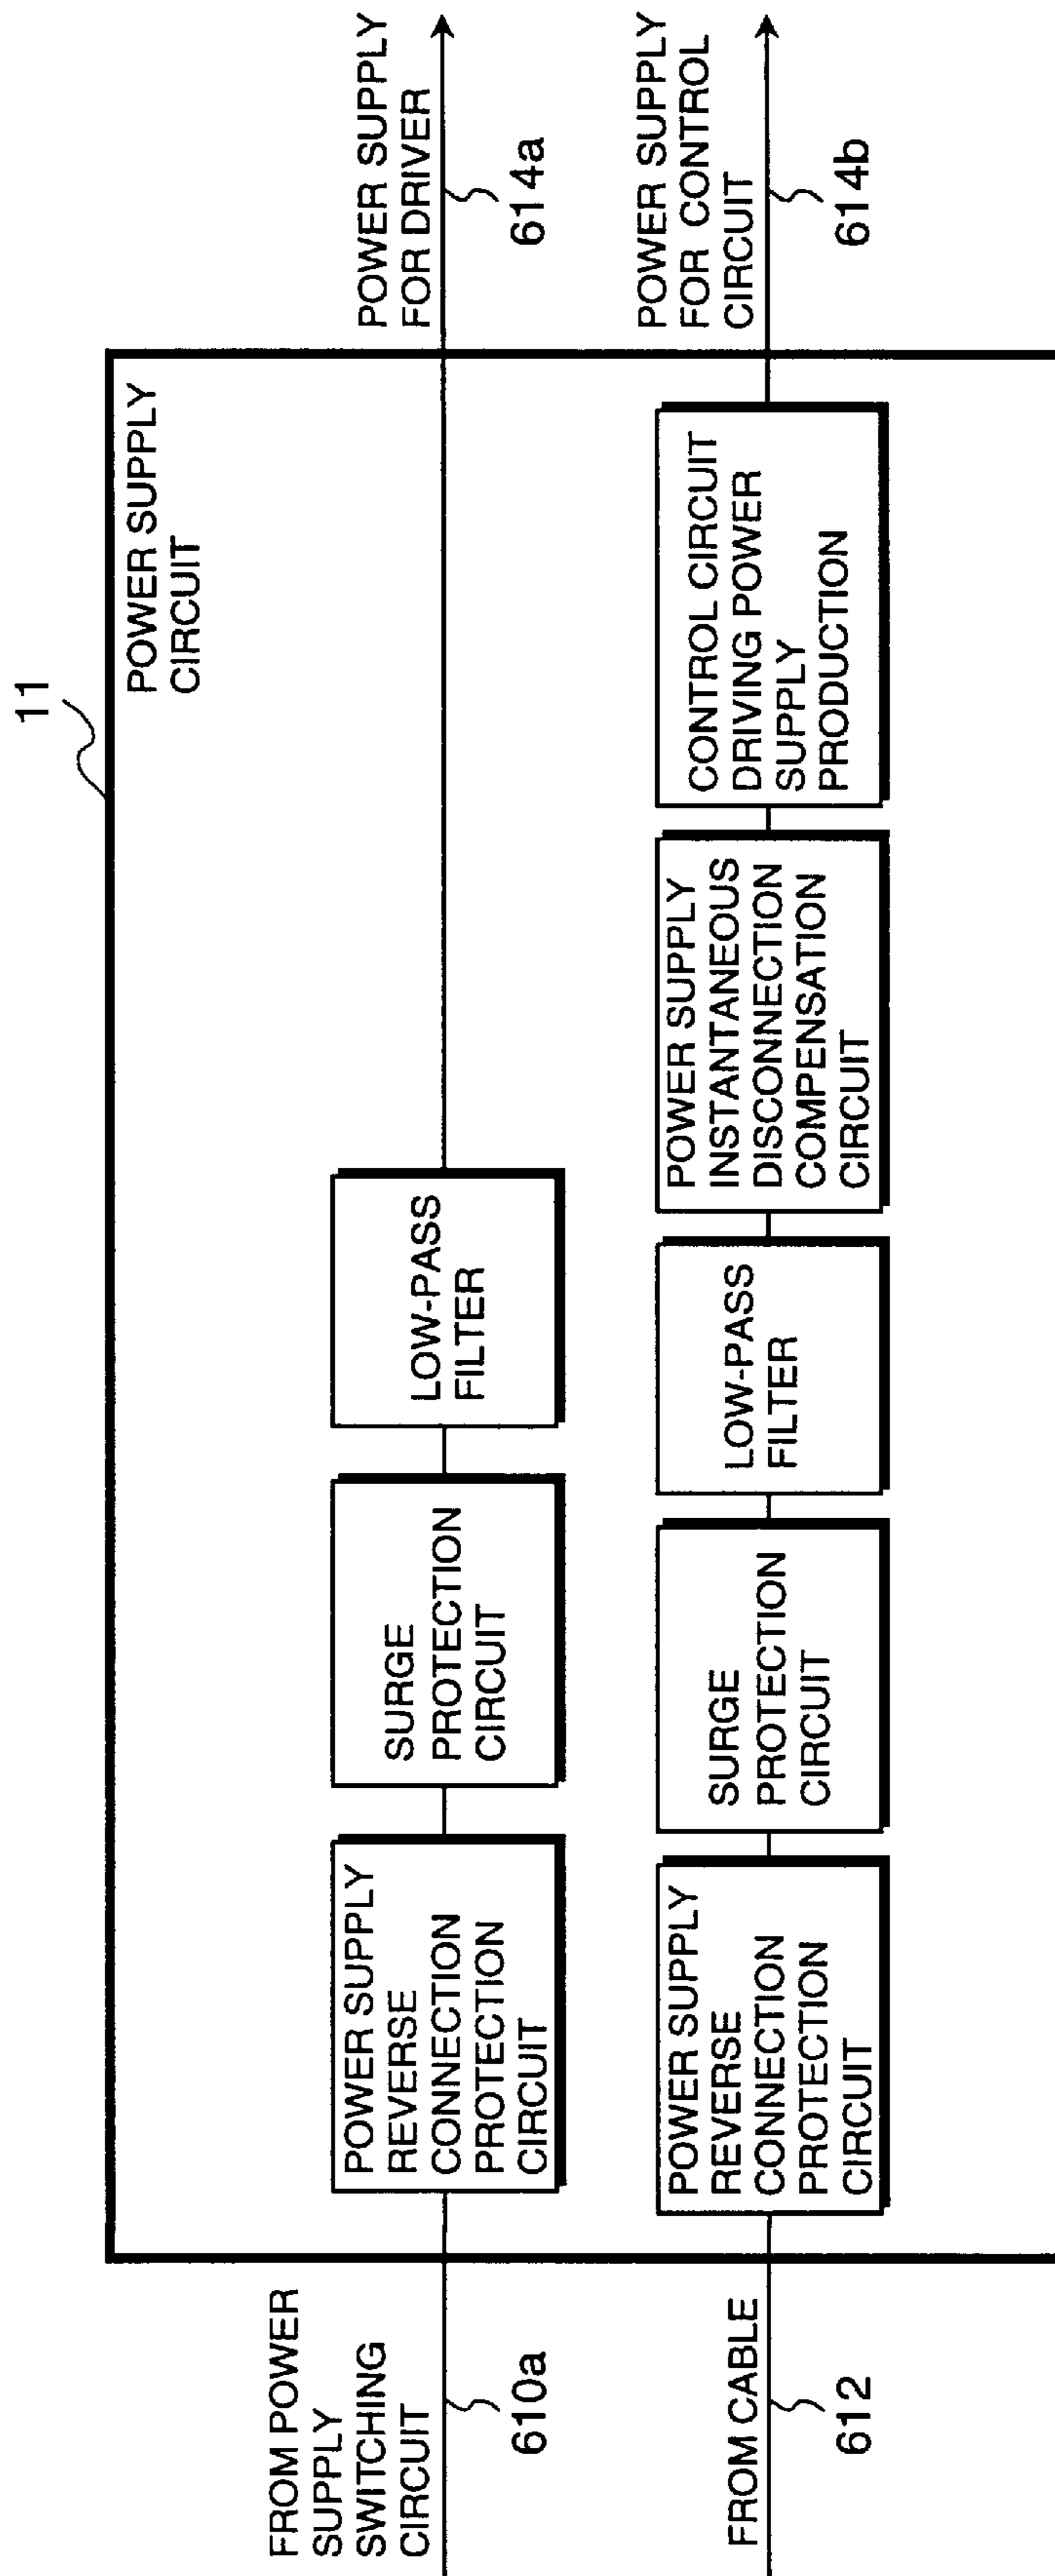 11
POWER SUPPLY
CIRCUIT
FROM POWER
SUPPLY
SWITCHING
CIRCUIT
610a
POWER SUPPLY
REVERSE
CONNECTION
PROTECTION
CIRCUIT
SURGE
PROTECTION
CIRCUIT
LOW-PASS
FILTER
POWER SUPPLY
FOR DRIVER
614a
FROM CABLE
612
POWER SUPPLY
REVERSE
CONNECTION
PROTECTION
CIRCUIT
SURGE
PROTECTION
CIRCUIT
LOW-PASS
FILTER
POWER SUPPLY
INSTANTANEOUS
DISCONNECTION
COMPENSATION
CIRCUIT
CONTROL CIRCUIT
DRIVING POWER
SUPPLY
PRODUCTION
POWER SUPPLY
FOR CONTROL
CIRCUIT
614b